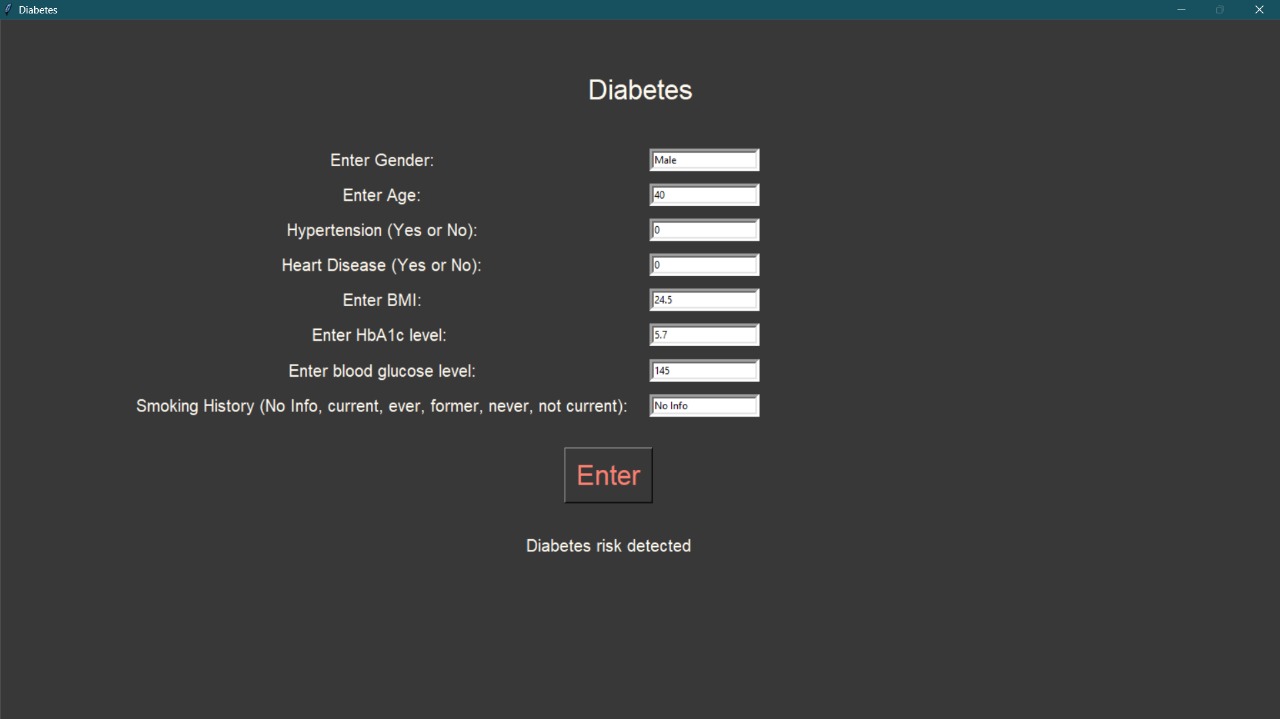 Diabetes
Diabetes
Enter Gender: Male
Enter Age: 40
Hypertension (Yes or No): 0
Heart Disease (Yes or No): 0
Enter BMI: 24.5
Enter HbA1c level: 5.7
Enter blood glucose level: 145
Smoking History (No Info, current, ever, former, never, not current): No Info
Enter
Diabetes risk detected